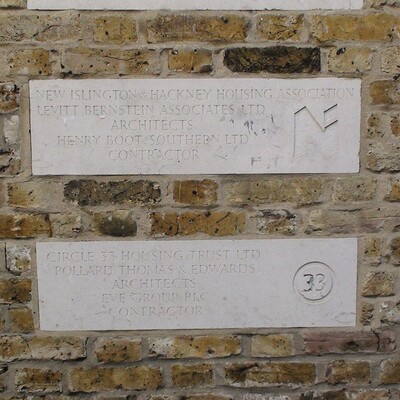 NEW ISLINGTON & HACKNEY HOUSING ASSOCIATION
LEVITT BERNSTEIN ASSOCIATES LTD
ARCHITECTS
HENRY BOOT SOUTHERN LTD
CONTRACTOR
CIRCLE 33 HOUSING TRUST LTD
POLLARD THOMAS & EDWARDS
ARCHITECTS
EVE GROUP PLC
CONTRACTOR
33